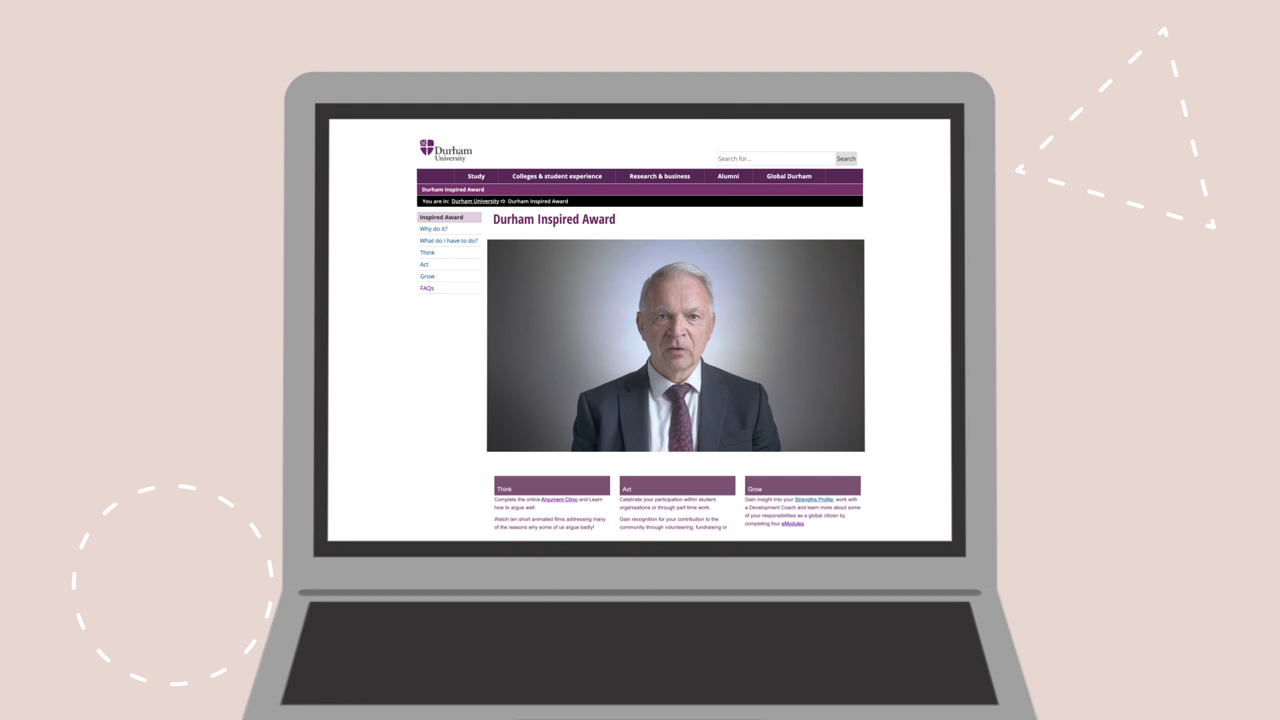 Durham
University
Search for...
Search
Study
Colleges & student experience
Research & business
Alumni
Global Durham
Durham Inspired Award
You are in: Durham University ⇨ Durham Inspired Award
Inspired Award
Why do it?
What do I have to do?
Think
Act
Grow
FAQs
Durham Inspired Award
Think
Complete the online Argument Clinic and Learn
how to argue well.
Watch ten short animated films addressing many
of the reasons why some of us argue badly!
Act
Celebrate your participation within student
organisations or through part time work.
Gain recognition for your contribution to the
community through volunteering, fundraising or
Grow
Gain insight into your Strengths Profile; work with
a Development Coach and learn more about some
of your responsibilities as a global citizen by
completing four eModules.